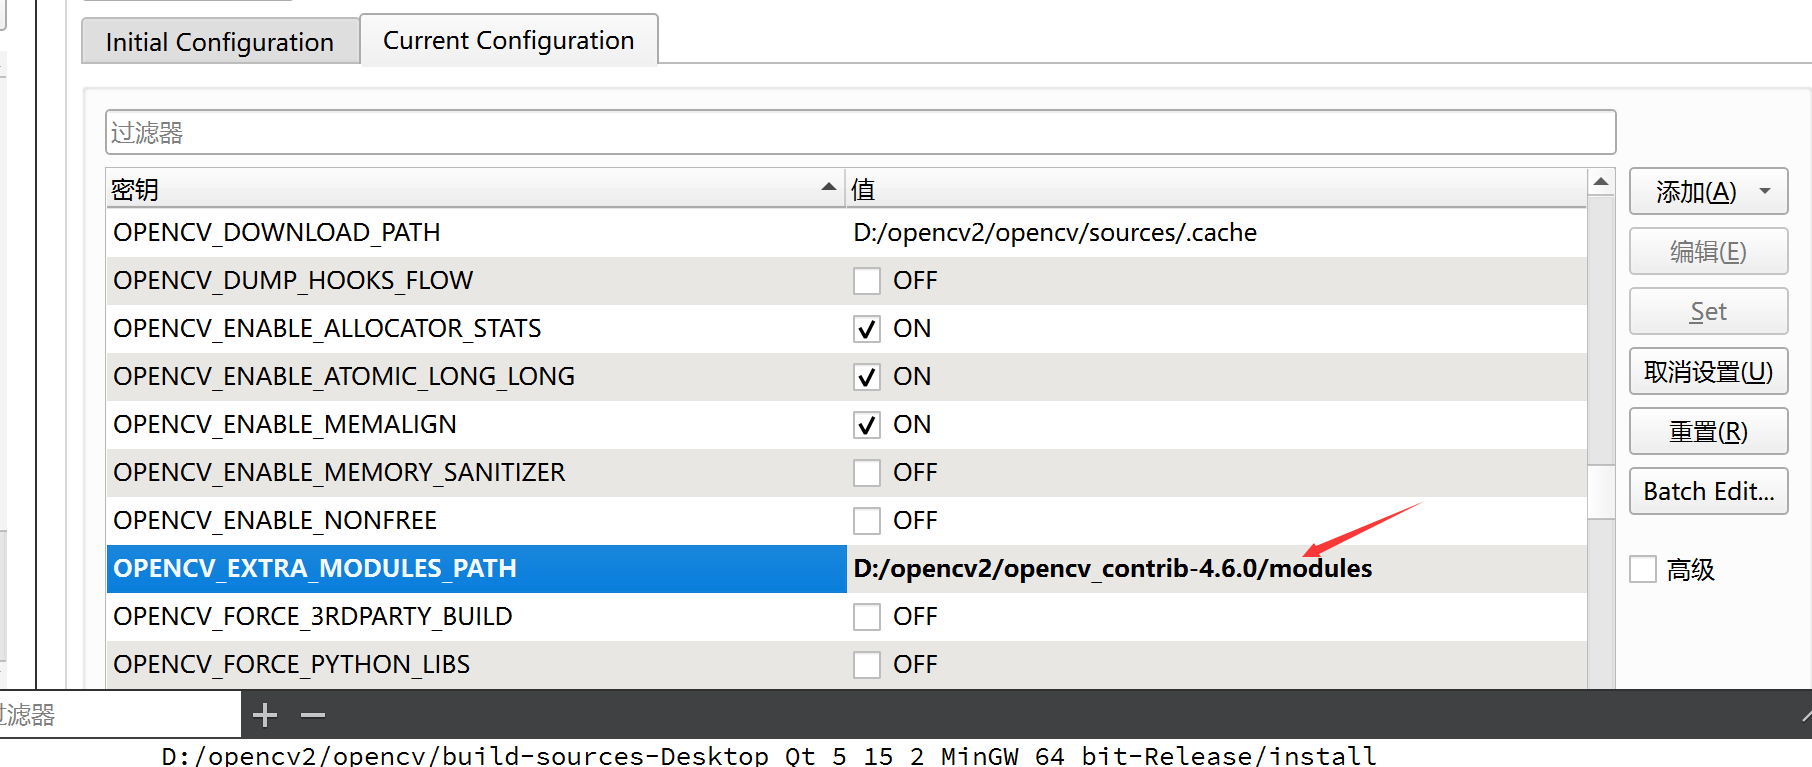 Initial Configuration
Current Configuration
过滤器
密钥 值
OPENCV_DOWNLOAD_PATH D:/opencv2/opencv/sources/.cache
OPENCV_DUMP_HOOKS_FLOW OFF
OPENCV_ENABLE_ALLOCATOR_STATS ON
OPENCV_ENABLE_ATOMIC_LONG_LONG ON
OPENCV_ENABLE_MEMALIGN ON
OPENCV_ENABLE_MEMORY_SANITIZER OFF
OPENCV_ENABLE_NONFREE OFF
OPENCV_EXTRA_MODULES_PATH D:/opencv2/opencv_contrib-4.6.0/modules
OPENCV_FORCE_3RDPARTY_BUILD OFF
OPENCV_FORCE_PYTHON_LIBS OFF
添加(A)
编辑(E)
Set
取消设置(U)
重置(R)
Batch Edit...
高级
过滤器
D:/opencv2/opencv/build-sources-Desktop_Qt_5_15_2_MinGW_64_bit-Release/install